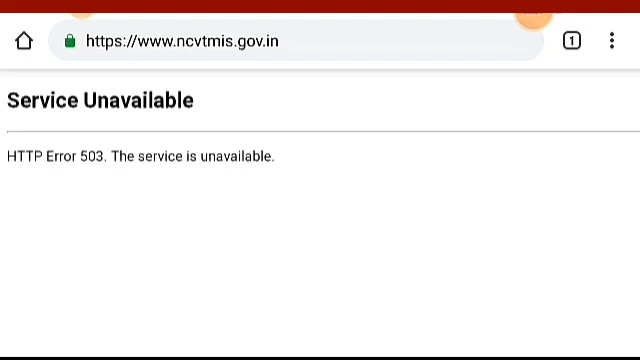 https://www.ncvtmis.gov.in
1
Service Unavailable
HTTP Error 503. The service is unavailable.